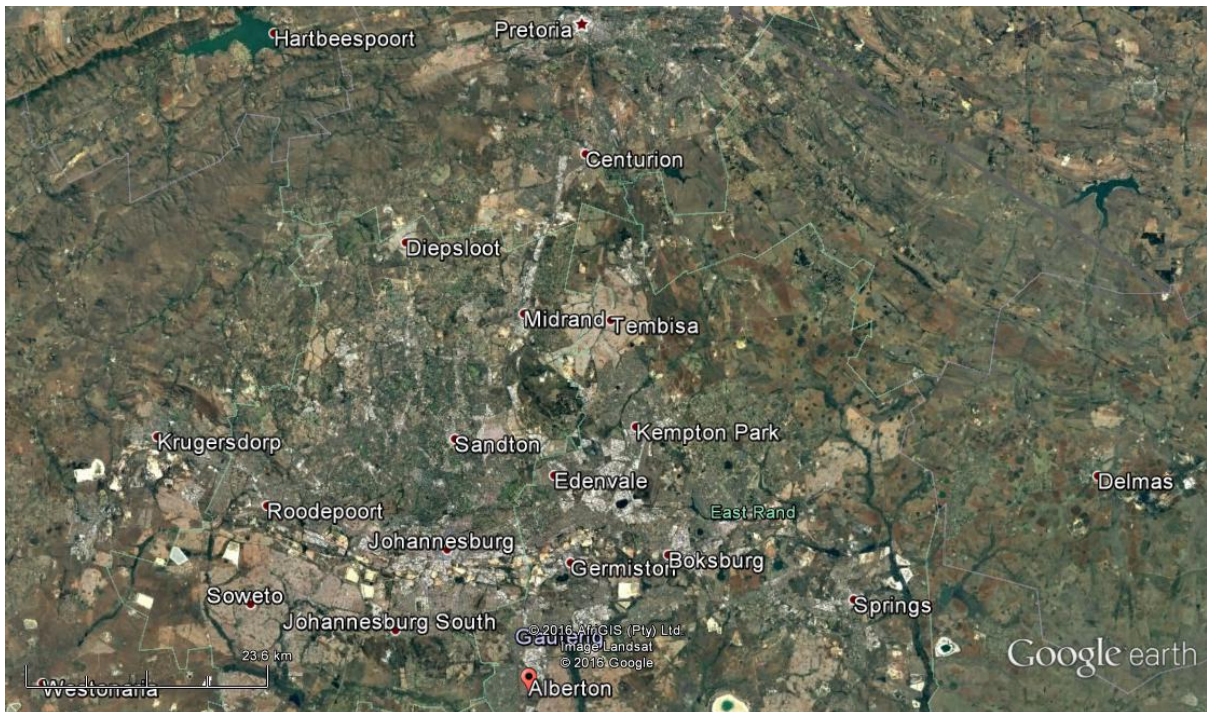 Hartbeespoort
Pretoria
Centurion
Diepsloot
Midrand
Tembisa
Krugersdorp
Sandton
Kempton Park
Edenvale
Delmas
Roodepoort
East Rand
Johannesburg
Germiston
Boksburg
Soweto
Springs
Johannesburg South
© 2016 AfriGIS (Pty) Ltd.
Gauteng
Image Landsat
© 2016 Google
23.6 km
Google earth
Westonaria
Alberton